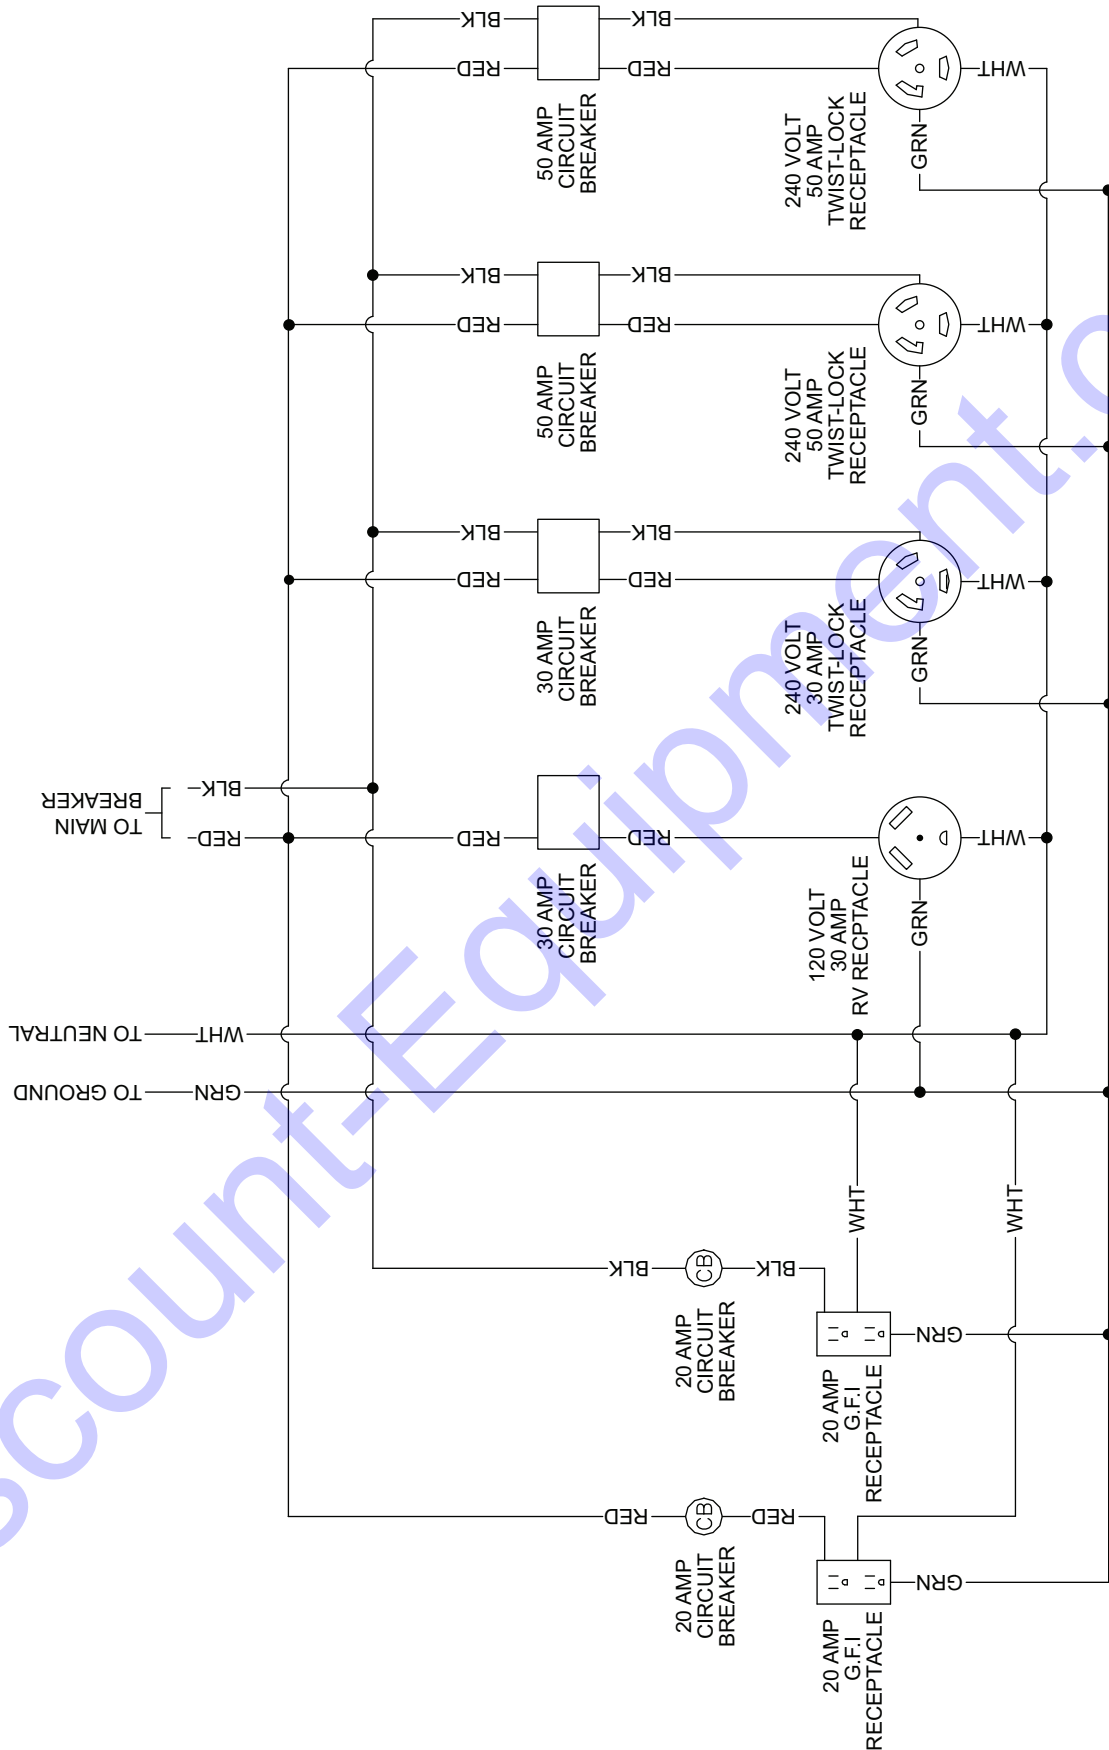 BLK
BLK
RED
RED
WHT
50 AMP
CIRCUIT
BREAKER
240 VOLT
50 AMP
TWIST-LOCK
RECEPTACLE
GRN
BLK
BLK
RED
RED
WHT
50 AMP
CIRCUIT
BREAKER
240 VOLT
50 AMP
TWIST-LOCK
RECEPTACLE
GRN
BLK
BLK
RED
RED
WHT
30 AMP
CIRCUIT
BREAKER
240 VOLT
30 AMP
TWIST-LOCK
RECEPTACLE
GRN
TO MAIN
BREAKER
BLK
RED
RED
RED
WHT
30 AMP
CIRCUIT
BREAKER
120 VOLT
30 AMP
RV RECPTACLE
GRN
TO NEUTRAL
WHT
TO GROUND
GRN
WHT
WHT
BLK
CB
BLK
20 AMP
CIRCUIT
BREAKER
20 AMP
G.F.I
RECEPTACLE
GRN
RED
CB
RED
20 AMP
CIRCUIT
BREAKER
20 AMP
G.F.I
RECEPTACLE
GRN
scount-Equipment.c